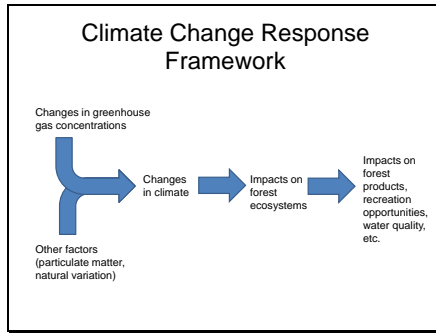 Climate Change Response
Framework
Changes in greenhouse
gas concentrations
Changes
in climate
Impacts on
forest
ecosystems
Impacts on
forest
products,
recreation
opportunities,
water quality,
etc.
Other factors
(particulate matter,
natural variation)